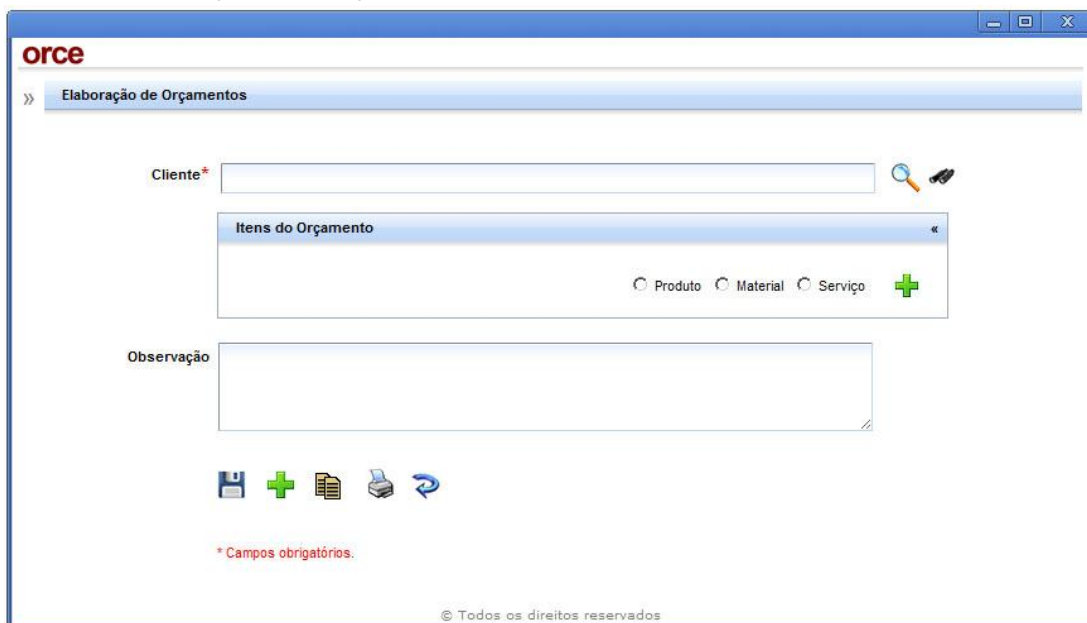 orce
» Elaboração de Orçamentos
Cliente*
Itens do Orçamento «
Produto Material Serviço
Observação
* Campos obrigatórios.
© Todos os direitos reservados